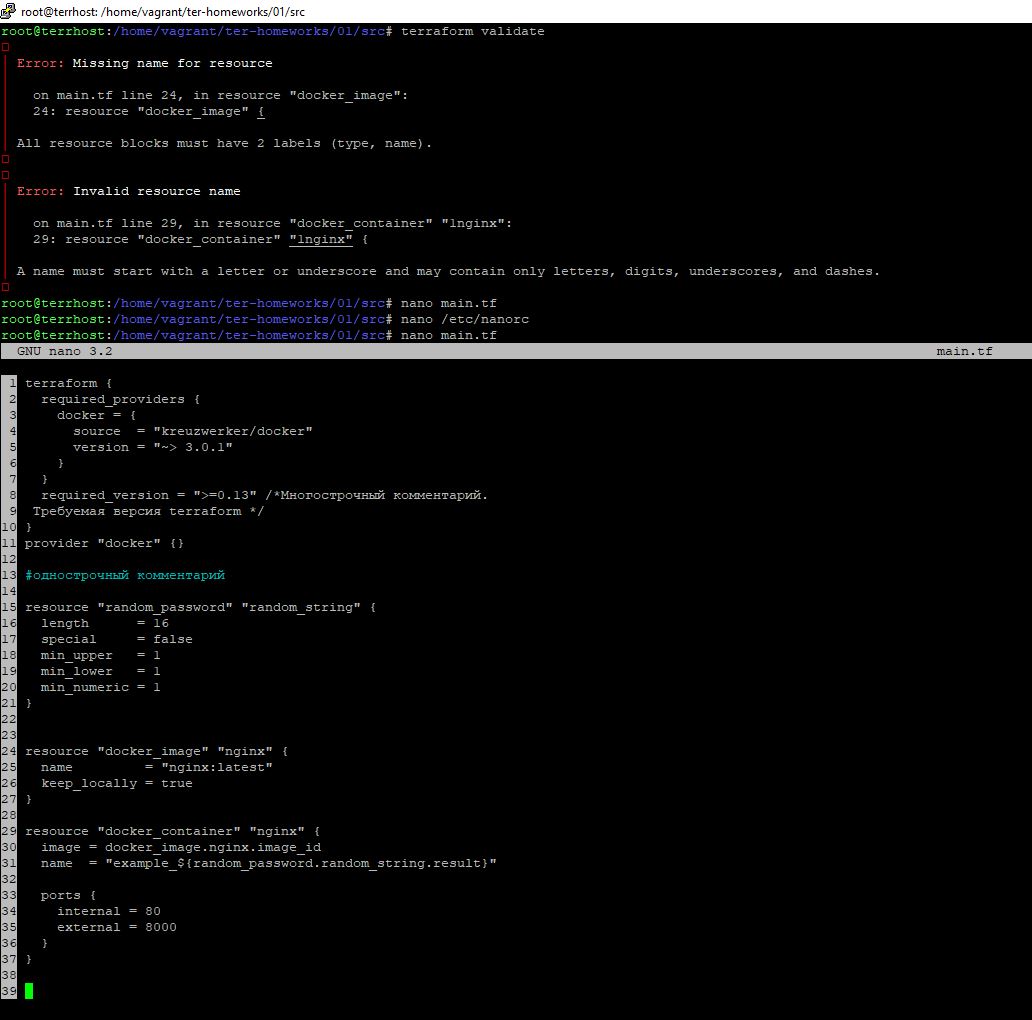 root@terrhost: /home/vagrant/ter-homeworks/01/src
root@terrhost:/home/vagrant/ter-homeworks/01/src# terraform validate
Error: Missing name for resource
on main.tf line 24, in resource "docker_image":
24: resource "docker_image" {
All resource blocks must have 2 labels (type, name).
Error: Invalid resource name
on main.tf line 29, in resource "docker_container" "1nginx":
29: resource "docker_container" "1nginx" {
A name must start with a letter or underscore and may contain only letters, digits, underscores, and dashes.
root@terrhost:/home/vagrant/ter-homeworks/01/src# nano main.tf
root@terrhost:/home/vagrant/ter-homeworks/01/src# nano /etc/nanorc
root@terrhost:/home/vagrant/ter-homeworks/01/src# nano main.tf
GNU nano 3.2 main.tf
1 terraform {
2   required_providers {
3     docker = {
4       source  = "kreuzwerker/docker"
5       version = "~> 3.0.1"
6     }
7   }
8   required_version = ">=0.13" /*Многострочный комментарий.
9  Требуемая версия terraform */
10 }
11 provider "docker" {}
12
13 #однострочный комментарий
14
15 resource "random_password" "random_string" {
16   length      = 16
17   special     = false
18   min_upper   = 1
19   min_lower   = 1
20   min_numeric = 1
21 }
22
23
24 resource "docker_image" "nginx" {
25   name         = "nginx:latest"
26   keep_locally = true
27 }
28
29 resource "docker_container" "nginx" {
30   image = docker_image.nginx.image_id
31   name  = "example_${random_password.random_string.result}"
32
33   ports {
34     internal = 80
35     external = 8000
36   }
37 }
38
39